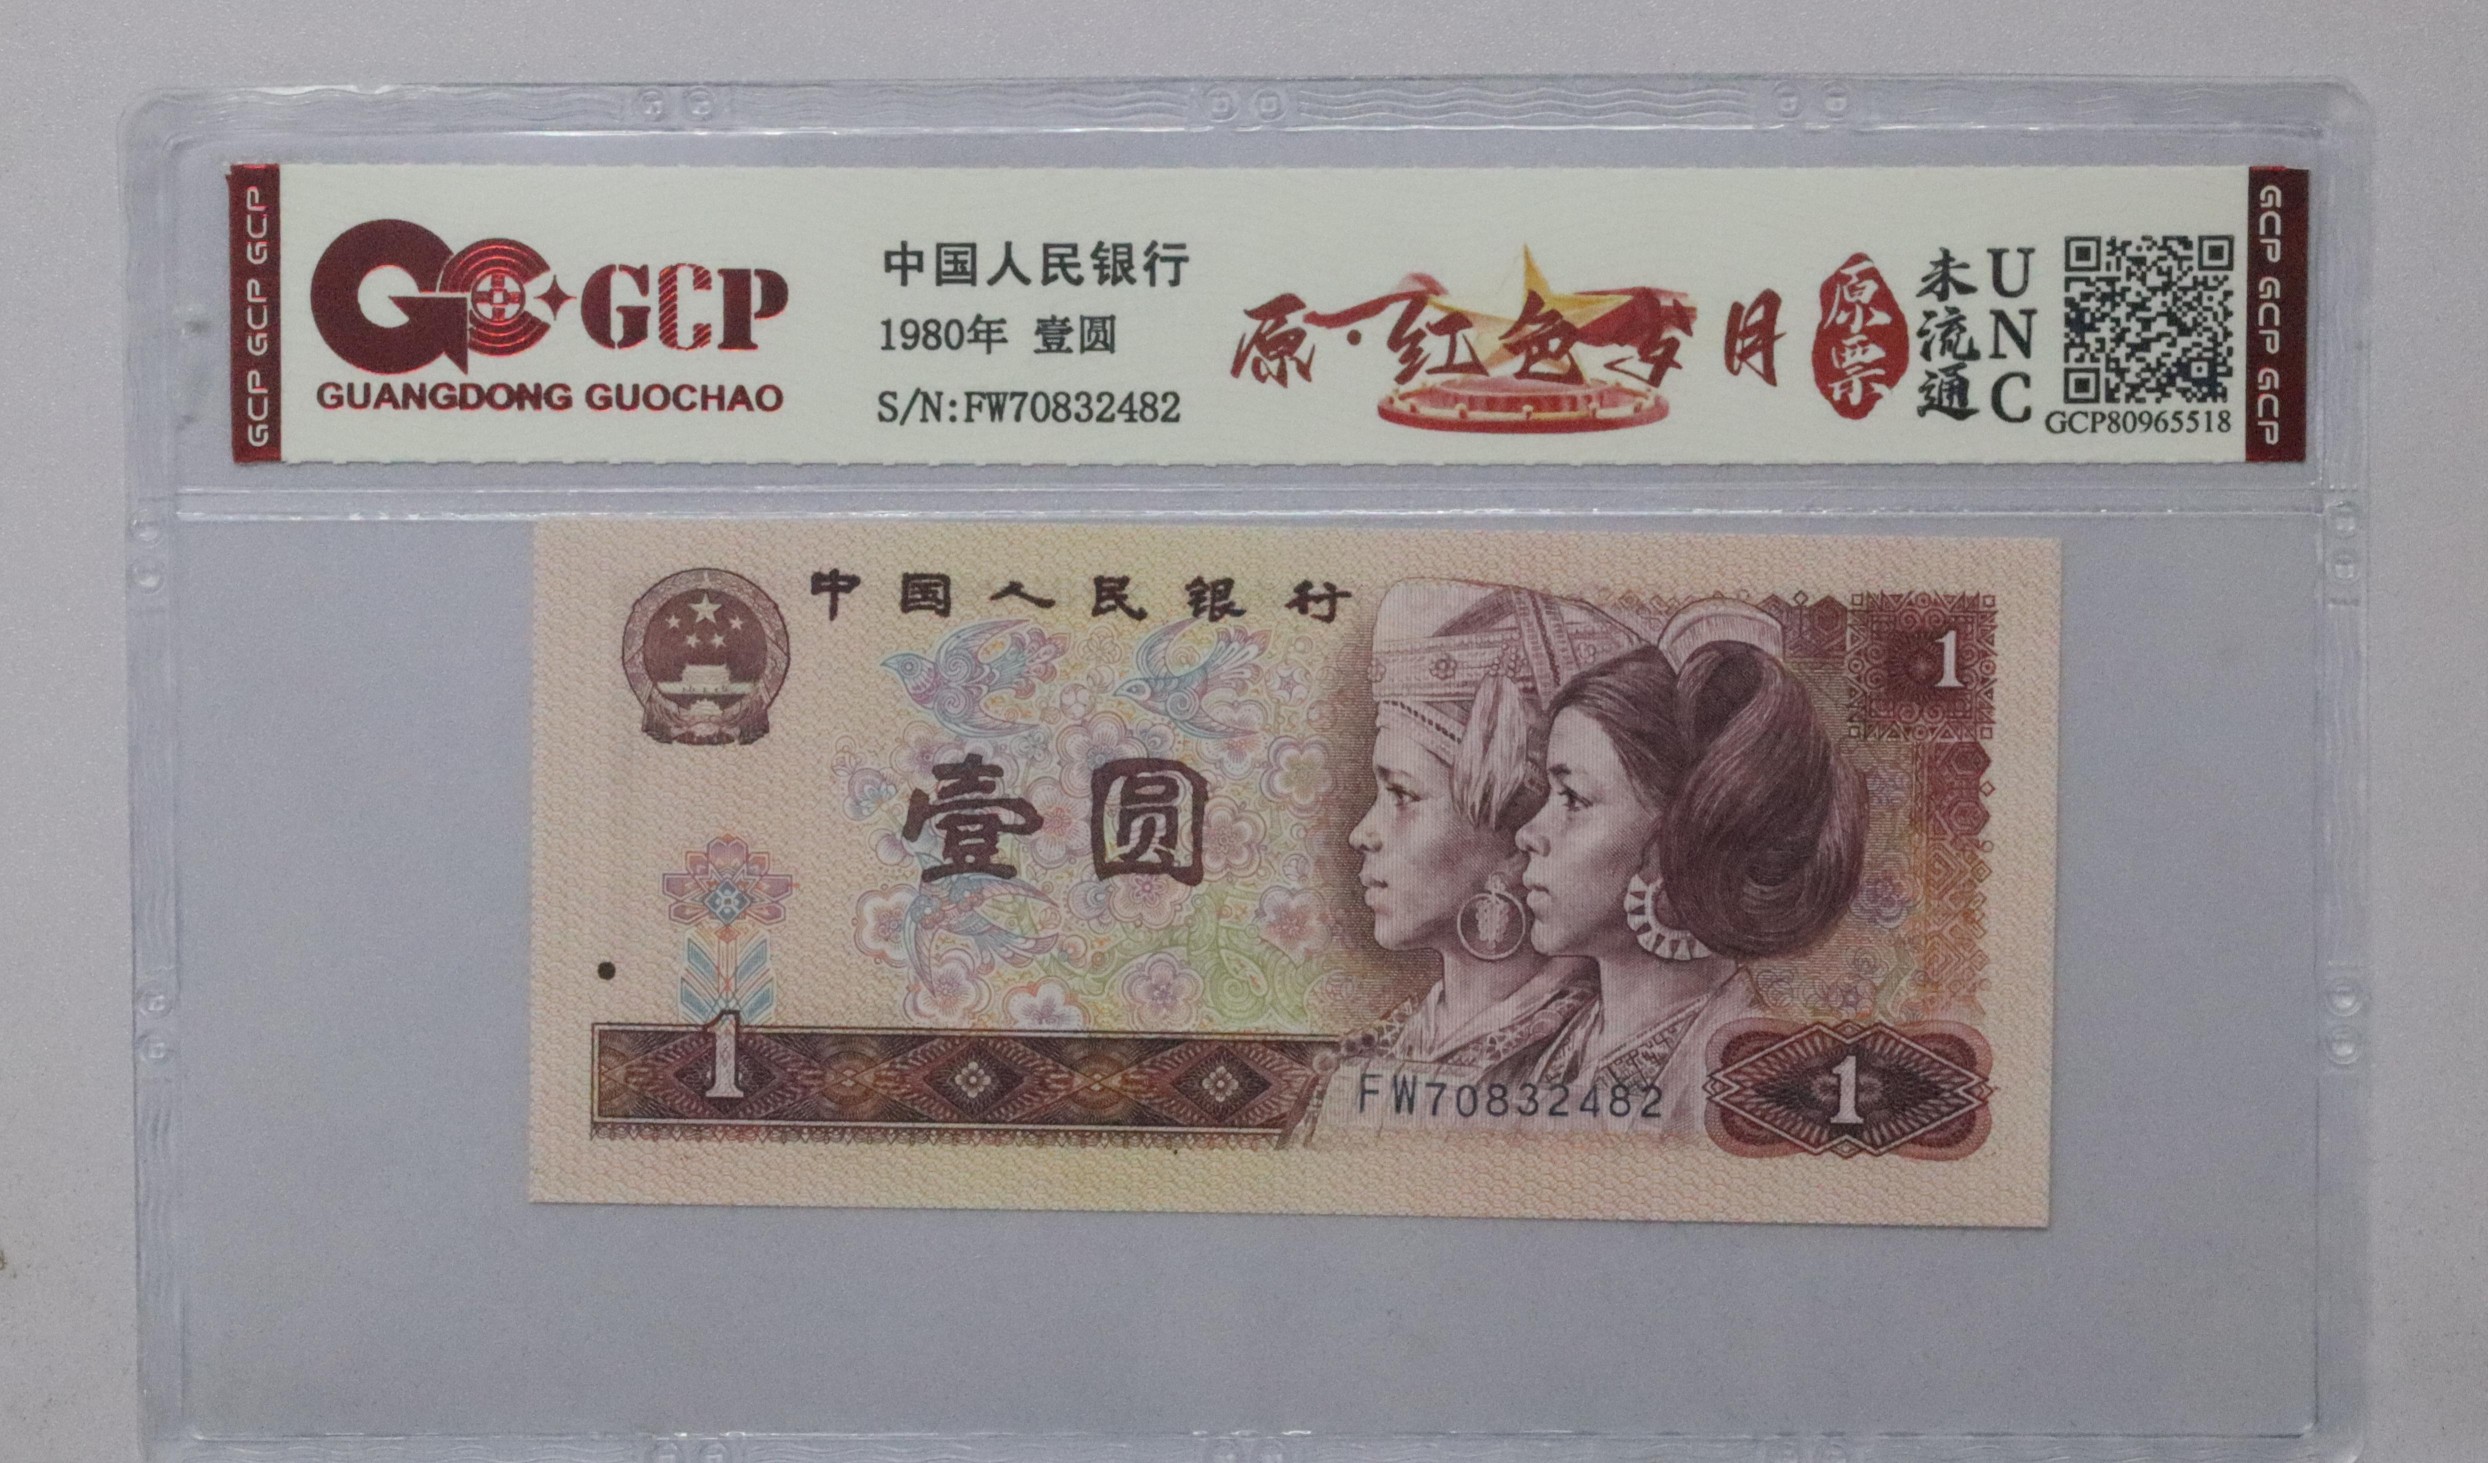 GCP GCP GCP
GCP
GUANGDONG GUOCHAO
中国人民银行
1980年 壹圆
S/N:FW70832482
原·红色岁月
原票
未流通
UNC
GCP80965518
GCP GCP GCP
中国人民银行
1
壹圆
1
FW70832482
1